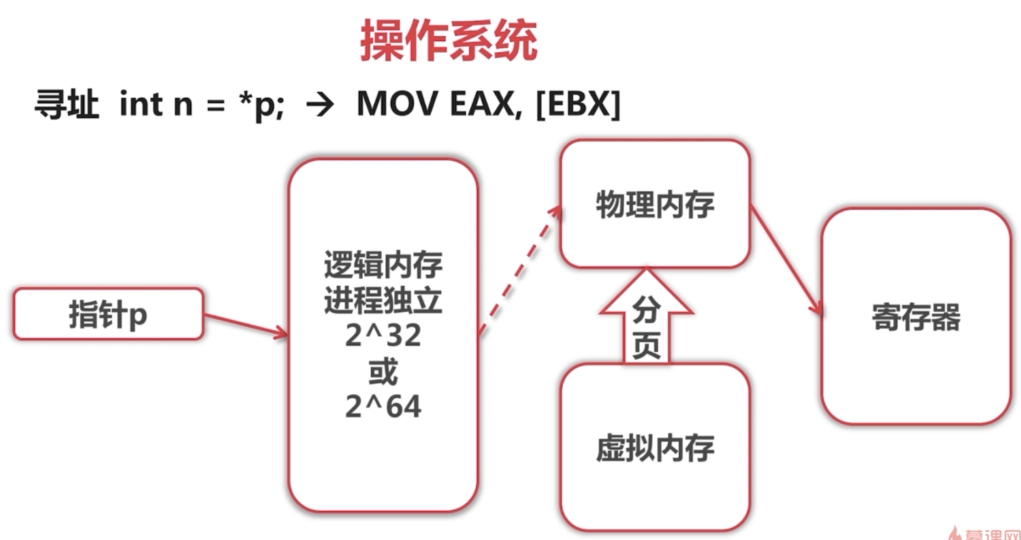 操作系统
寻址 int n = *p; → MOV EAX, [EBX]
指针p
逻辑内存
进程独立
2^32
或
2^64
物理内存
分
页
虚拟内存
寄存器
慕课网